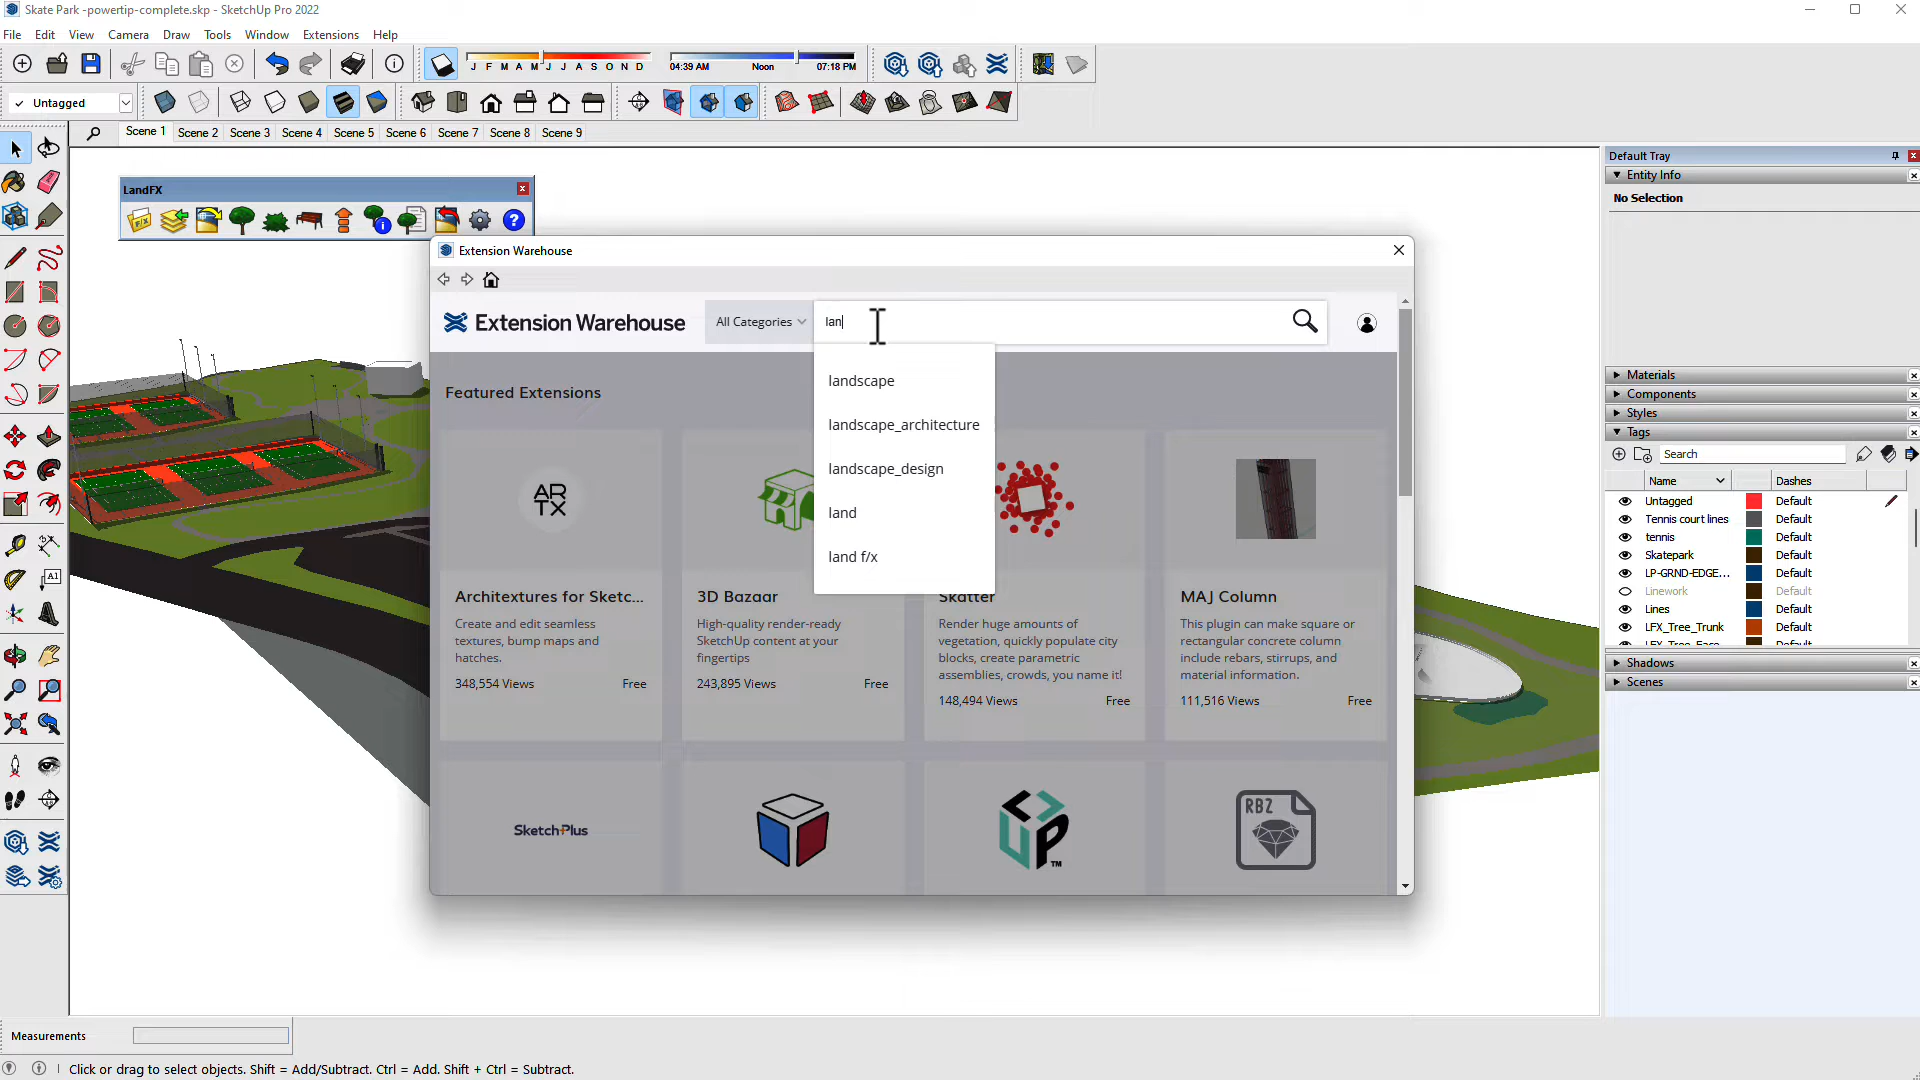 Skate Park -powertip-complete.skp - SketchUp Pro 2022
File Edit View Camera Draw Tools Window Extensions Help
J F M A M J J A S O N D
04:39 AM Noon 07:18 PM
Untagged
Scene 1 Scene 2 Scene 3 Scene 4 Scene 5 Scene 6 Scene 7 Scene 8 Scene 9
LandFX
Extension Warehouse
Extension Warehouse
All Categories
lan
landscape
landscape_architecture
landscape_design
land
land f/x
Featured Extensions
ARTX
Architextures for Sketc...
Create and edit seamless
textures, bump maps and
hatches.
348,554 Views Free
3D Bazaar
High-quality render-ready
SketchUp content at your
fingertips
243,895 Views Free
Skatter
Render huge amounts of
vegetation, quickly populate city
blocks, create parametric
assemblies, crowds, you name it!
148,494 Views Free
MAJ Column
This plugin can make square or
rectangular concrete column
include rebars, stirrups, and
material information.
111,516 Views Free
SketchPlus
UP TM
RBZ
Default Tray
Entity Info
No Selection
Materials
Components
Styles
Tags
Search
Name Dashes
Untagged Default
Tennis court lines Default
tennis Default
Skatepark Default
LP-GRND-EDGE... Default
Linework Default
Lines Default
LFX_Tree_Trunk Default
Shadows
Scenes
Measurements
Click or drag to select objects. Shift = Add/Subtract. Ctrl = Add. Shift + Ctrl = Subtract.